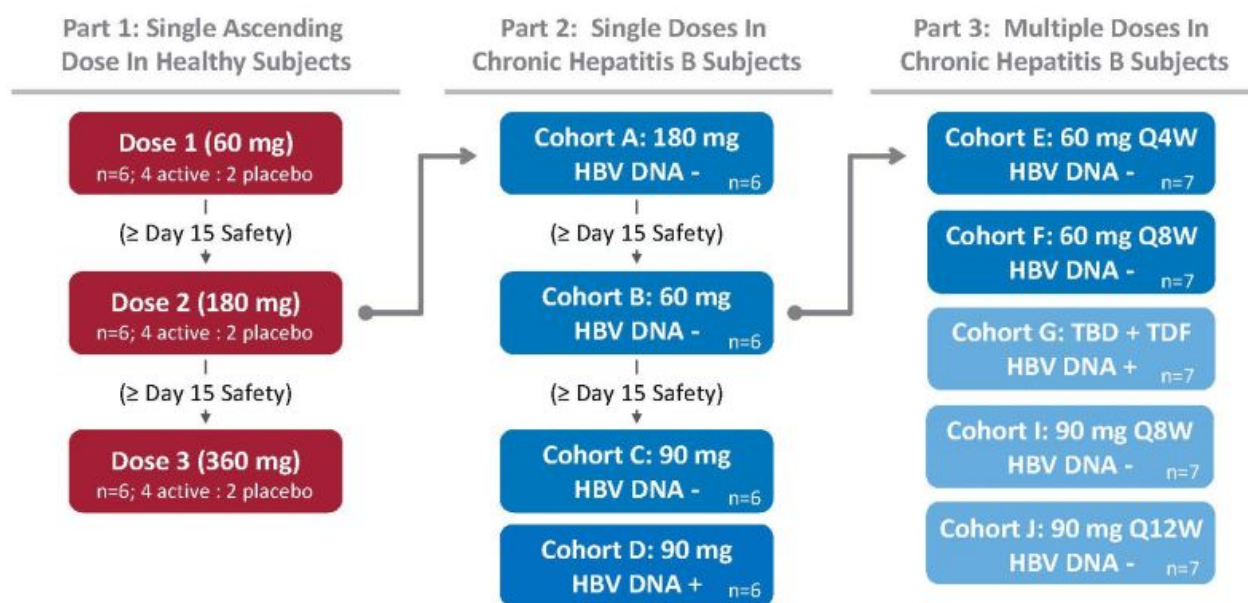 Part 1: Single Ascending
Dose In Healthy Subjects
Dose 1 (60 mg)
n=6; 4 active : 2 placebo
(≥ Day 15 Safety)
Dose 2 (180 mg)
n=6; 4 active : 2 placebo
(≥ Day 15 Safety)
Dose 3 (360 mg)
n=6; 4 active : 2 placebo
Part 2: Single Doses In
Chronic Hepatitis B Subjects
Cohort A: 180 mg
HBV DNA - n=6
(≥ Day 15 Safety)
Cohort B: 60 mg
HBV DNA - n=6
(≥ Day 15 Safety)
Cohort C: 90 mg
HBV DNA - n=6
Cohort D: 90 mg
HBV DNA + n=6
Part 3: Multiple Doses In
Chronic Hepatitis B Subjects
Cohort E: 60 mg Q4W
HBV DNA - n=7
Cohort F: 60 mg Q8W
HBV DNA - n=7
Cohort G: TBD + TDF
HBV DNA + n=7
Cohort I: 90 mg Q8W
HBV DNA - n=7
Cohort J: 90 mg Q12W
HBV DNA - n=7